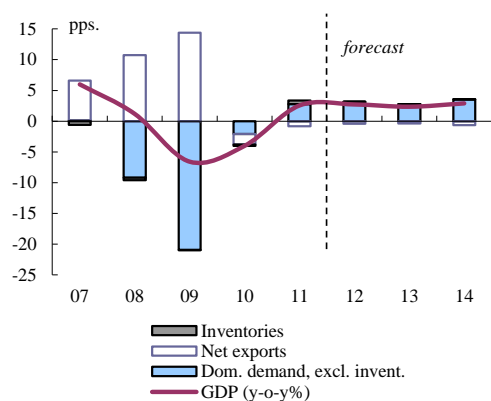 pps.
forecast
15
10
5
0
-5
-10
-15
-20
-25
07 08 09 10 11 12 13 14
Inventories
Net exports
Dom. demand, excl. invent.
GDP (y-o-y%)